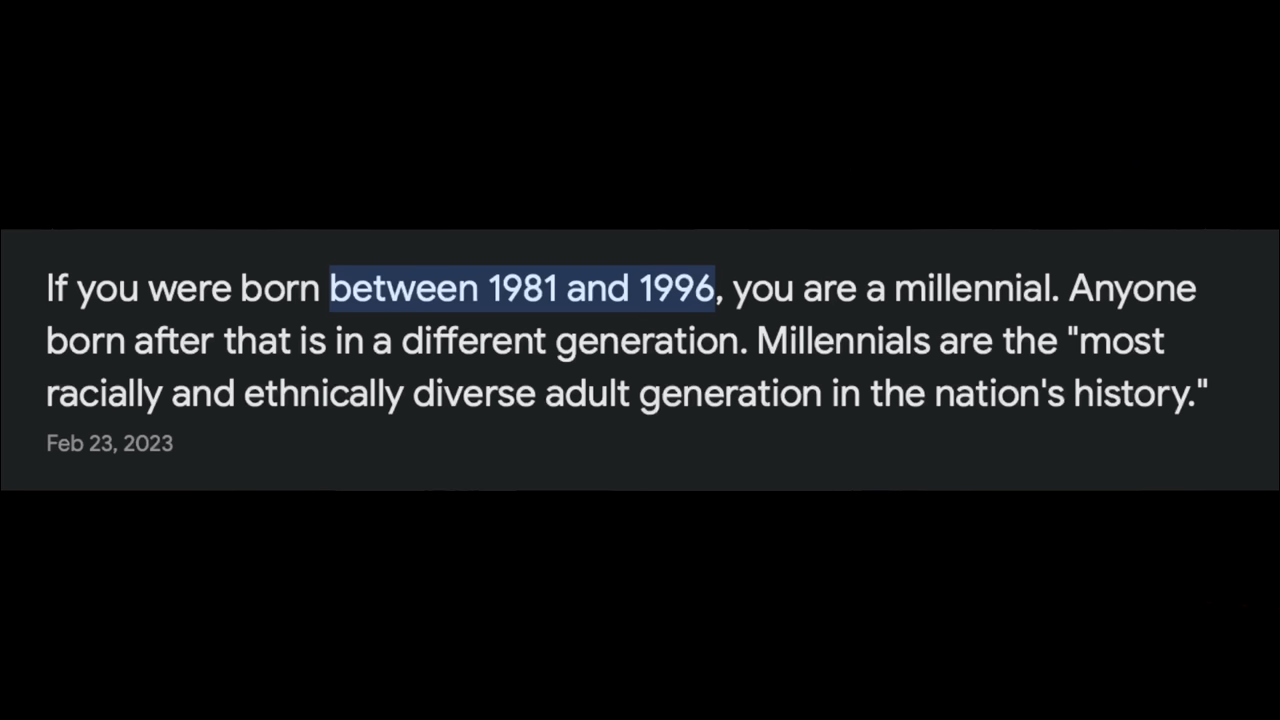 If you were born between 1981 and 1996, you are a millennial. Anyone
born after that is in a different generation. Millennials are the "most
racially and ethnically diverse adult generation in the nation's history."
Feb 23, 2023